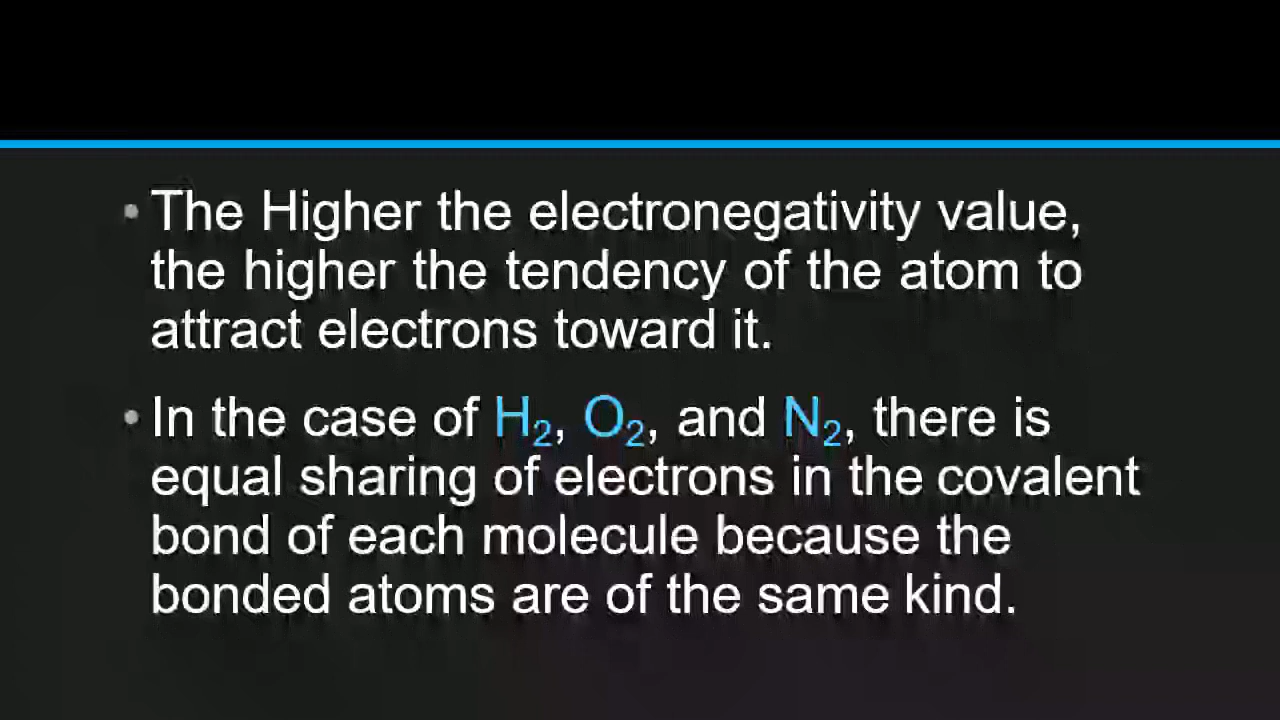 • The Higher the electronegativity value,
the higher the tendency of the atom to
attract electrons toward it.
• In the case of H₂, O₂, and N₂, there is
equal sharing of electrons in the covalent
bond of each molecule because the
bonded atoms are of the same kind.